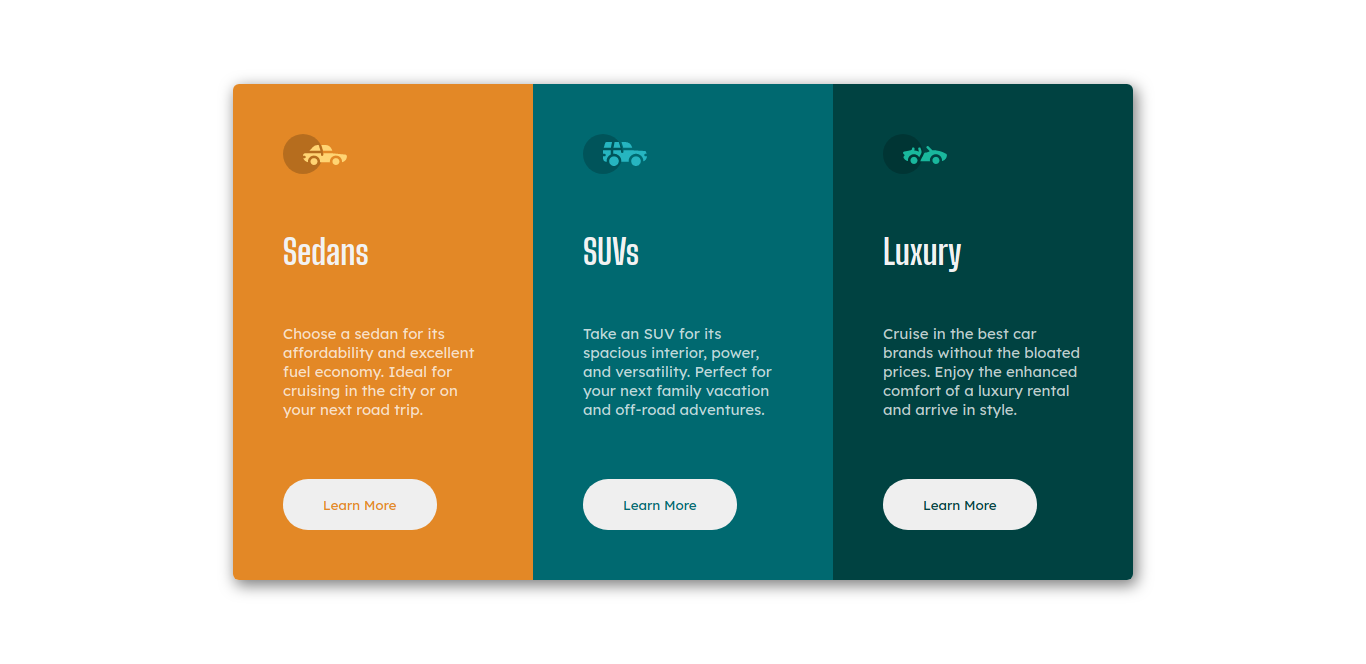 Sedans
Choose a sedan for its
affordability and excellent
fuel economy. Ideal for
cruising in the city or on
your next road trip.
Learn More
SUVs
Take an SUV for its
spacious interior, power,
and versatility. Perfect for
your next family vacation
and off-road adventures.
Learn More
Luxury
Cruise in the best car
brands without the bloated
prices. Enjoy the enhanced
comfort of a luxury rental
and arrive in style.
Learn More